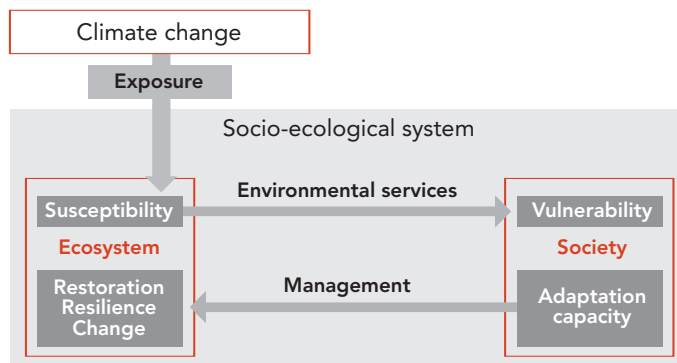 Climate change
Exposure
Socio-ecological system
Environmental services
Susceptibility
Vulnerability
Ecosystem
Society
Management
Restoration
Resilience
Change
Adaptation
capacity